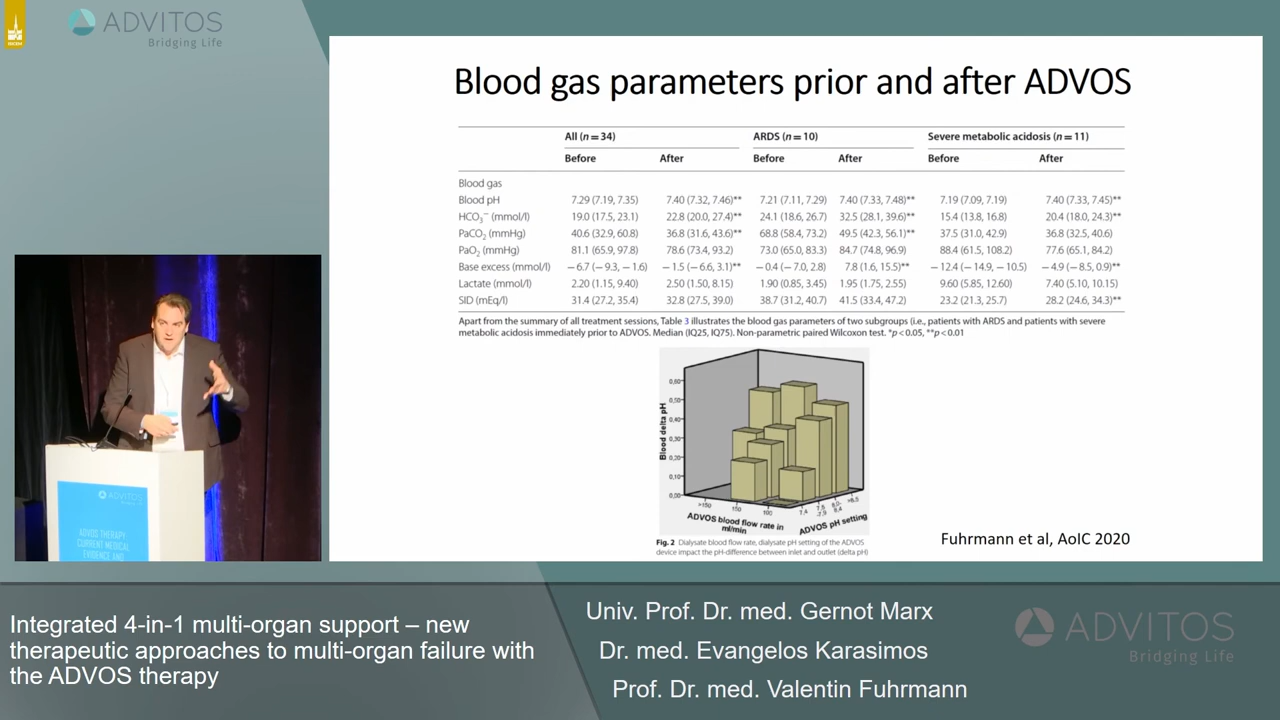 ADVITOS
Bridging Life
Blood gas parameters prior and after ADVOS
All (n = 34) ARDS (n = 10) Severe metabolic acidosis (n = 11)
Before After Before After Before After
Blood gas
Blood pH 7.29 (7.19, 7.35) 7.40 (7.32, 7.46)** 7.21 (7.11, 7.29) 7.40 (7.33, 7.48)** 7.19 (7.09, 7.19) 7.40 (7.33, 7.45)**
HCO₃⁻ (mmol/l) 19.0 (17.5, 23.1) 22.8 (20.0, 27.4)** 24.1 (18.6, 26.7) 32.5 (28.1, 39.6)** 15.4 (13.8, 16.8) 20.4 (18.0, 24.3)**
PaCO₂ (mmHg) 40.6 (32.9, 60.8) 36.8 (31.6, 43.6)** 68.8 (58.4, 73.2) 49.5 (42.3, 56.1)** 37.5 (31.0, 42.9) 36.8 (32.5, 40.6)
PaO₂ (mmHg) 81.1 (65.9, 97.8) 78.6 (73.4, 93.2) 73.0 (65.0, 83.3) 84.7 (74.8, 96.9) 88.4 (61.5, 108.2) 77.6 (65.1, 84.2)
Base excess (mmol/l) − 6.7 (− 9.3, − 1.6) − 1.5 (− 6.6, 3.1)** − 0.4 (− 7.0, 2.8) 7.8 (1.6, 15.5)** − 12.4 (− 14.9, − 10.5) − 4.9 (− 8.5, 0.9)**
Lactate (mmol/l) 2.20 (1.15, 9.40) 2.50 (1.50, 8.15) 1.90 (0.85, 3.45) 1.95 (1.75, 2.55) 9.60 (5.85, 12.60) 7.40 (5.10, 10.15)
SID (mEq/l) 31.4 (27.2, 35.4) 32.8 (27.5, 39.0) 38.7 (31.2, 40.7) 41.5 (33.4, 47.2) 23.2 (21.3, 25.7) 28.2 (24.6, 34.3)**
Apart from the summary of all treatment sessions, Table 3 illustrates the blood gas parameters of two subgroups (i.e., patients with ARDS and patients with severe
metabolic acidosis immediately prior to ADVOS. Median (IQ25, IQ75). Non-parametric paired Wilcoxon test. *p < 0.05, **p < 0.01
Blood delta pH
0,60
0,50
0,40
0,30
0,20
0,10
0,00
>150 150 100
ADVOS blood flow rate in
ml/min
7,4
ADVOS pH setting
Fig. 2 Dialysate blood flow rate, dialysate pH setting of the ADVOS
device impact the pH-difference between inlet and outlet (delta pH)
Fuhrmann et al, AoIC 2020
ADVITOS
ADVOS THERAPY
CURRENT MEDICAL
EVIDENCE AND
Integrated 4-in-1 multi-organ support – new
therapeutic approaches to multi-organ failure with
the ADVOS therapy
Univ. Prof. Dr. med. Gernot Marx
Dr. med. Evangelos Karasimos
Prof. Dr. med. Valentin Fuhrmann
ADVITOS
Bridging Life